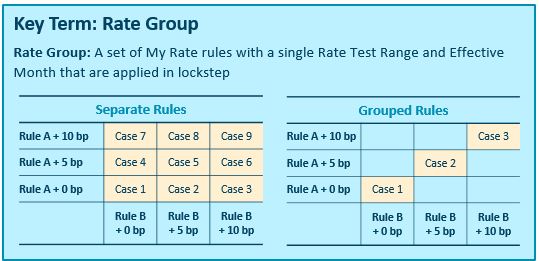 Key Term: Rate Group
Rate Group: A set of My Rate rules with a single Rate Test Range and Effective
Month that are applied in lockstep
Separate Rules
Rule A + 10 bp Case 7 Case 8 Case 9
Rule A + 5 bp Case 4 Case 5 Case 6
Rule A + 0 bp Case 1 Case 2 Case 3
Rule B Rule B Rule B
+ 0 bp + 5 bp + 10 bp
Grouped Rules
Rule A + 10 bp Case 3
Rule A + 5 bp Case 2
Rule A + 0 bp Case 1
Rule B Rule B Rule B
+ 0 bp + 5 bp + 10 bp